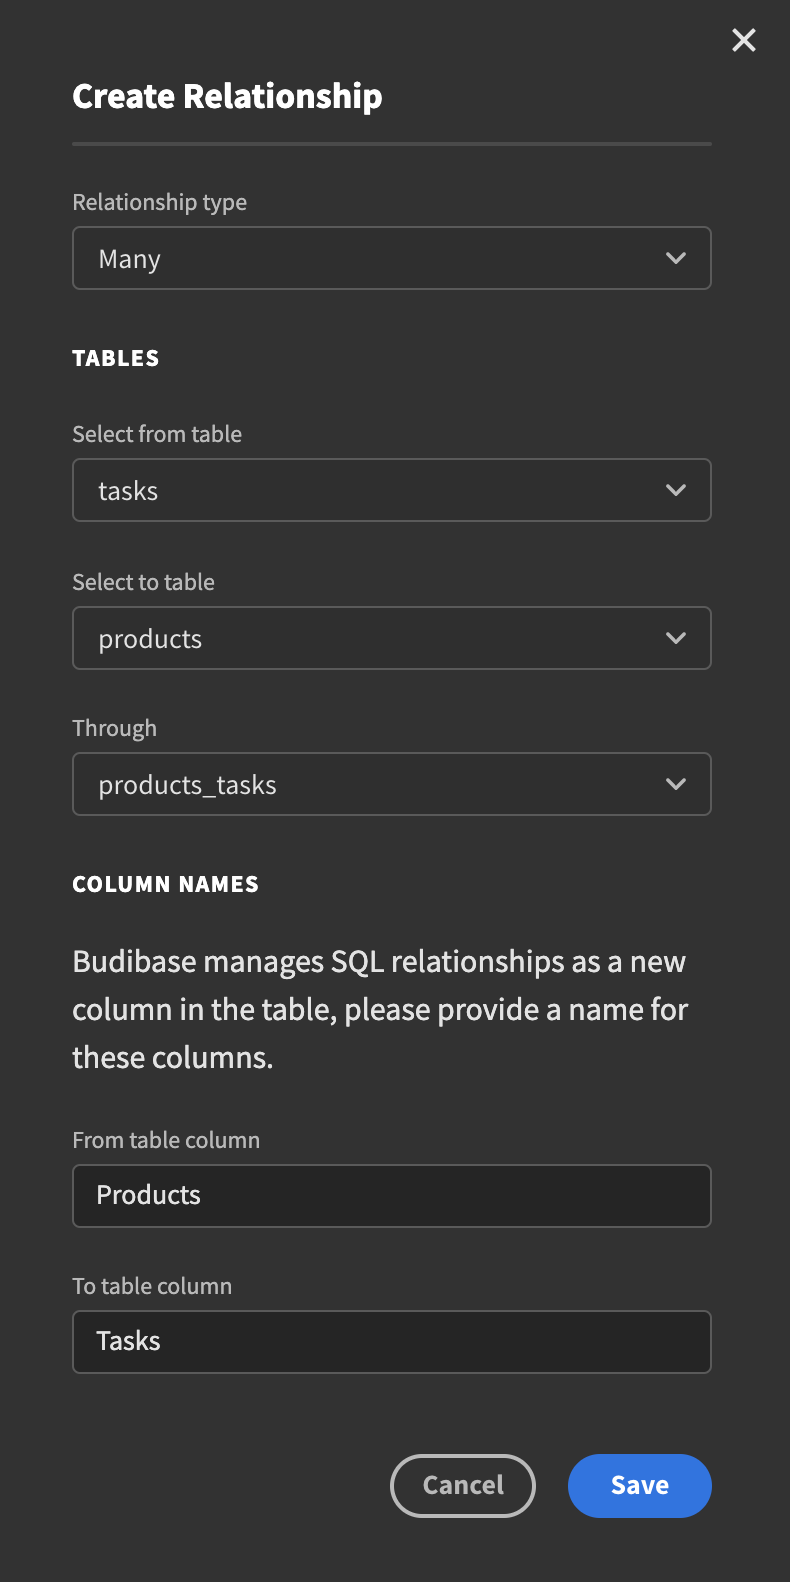 Create Relationship
Relationship type
Many
TABLES
Select from table
tasks
Select to table
products
Through
products_tasks
COLUMN NAMES
Budibase manages SQL relationships as a new
column in the table, please provide a name for
these columns.
From table column
Products
To table column
Tasks
Cancel
Save